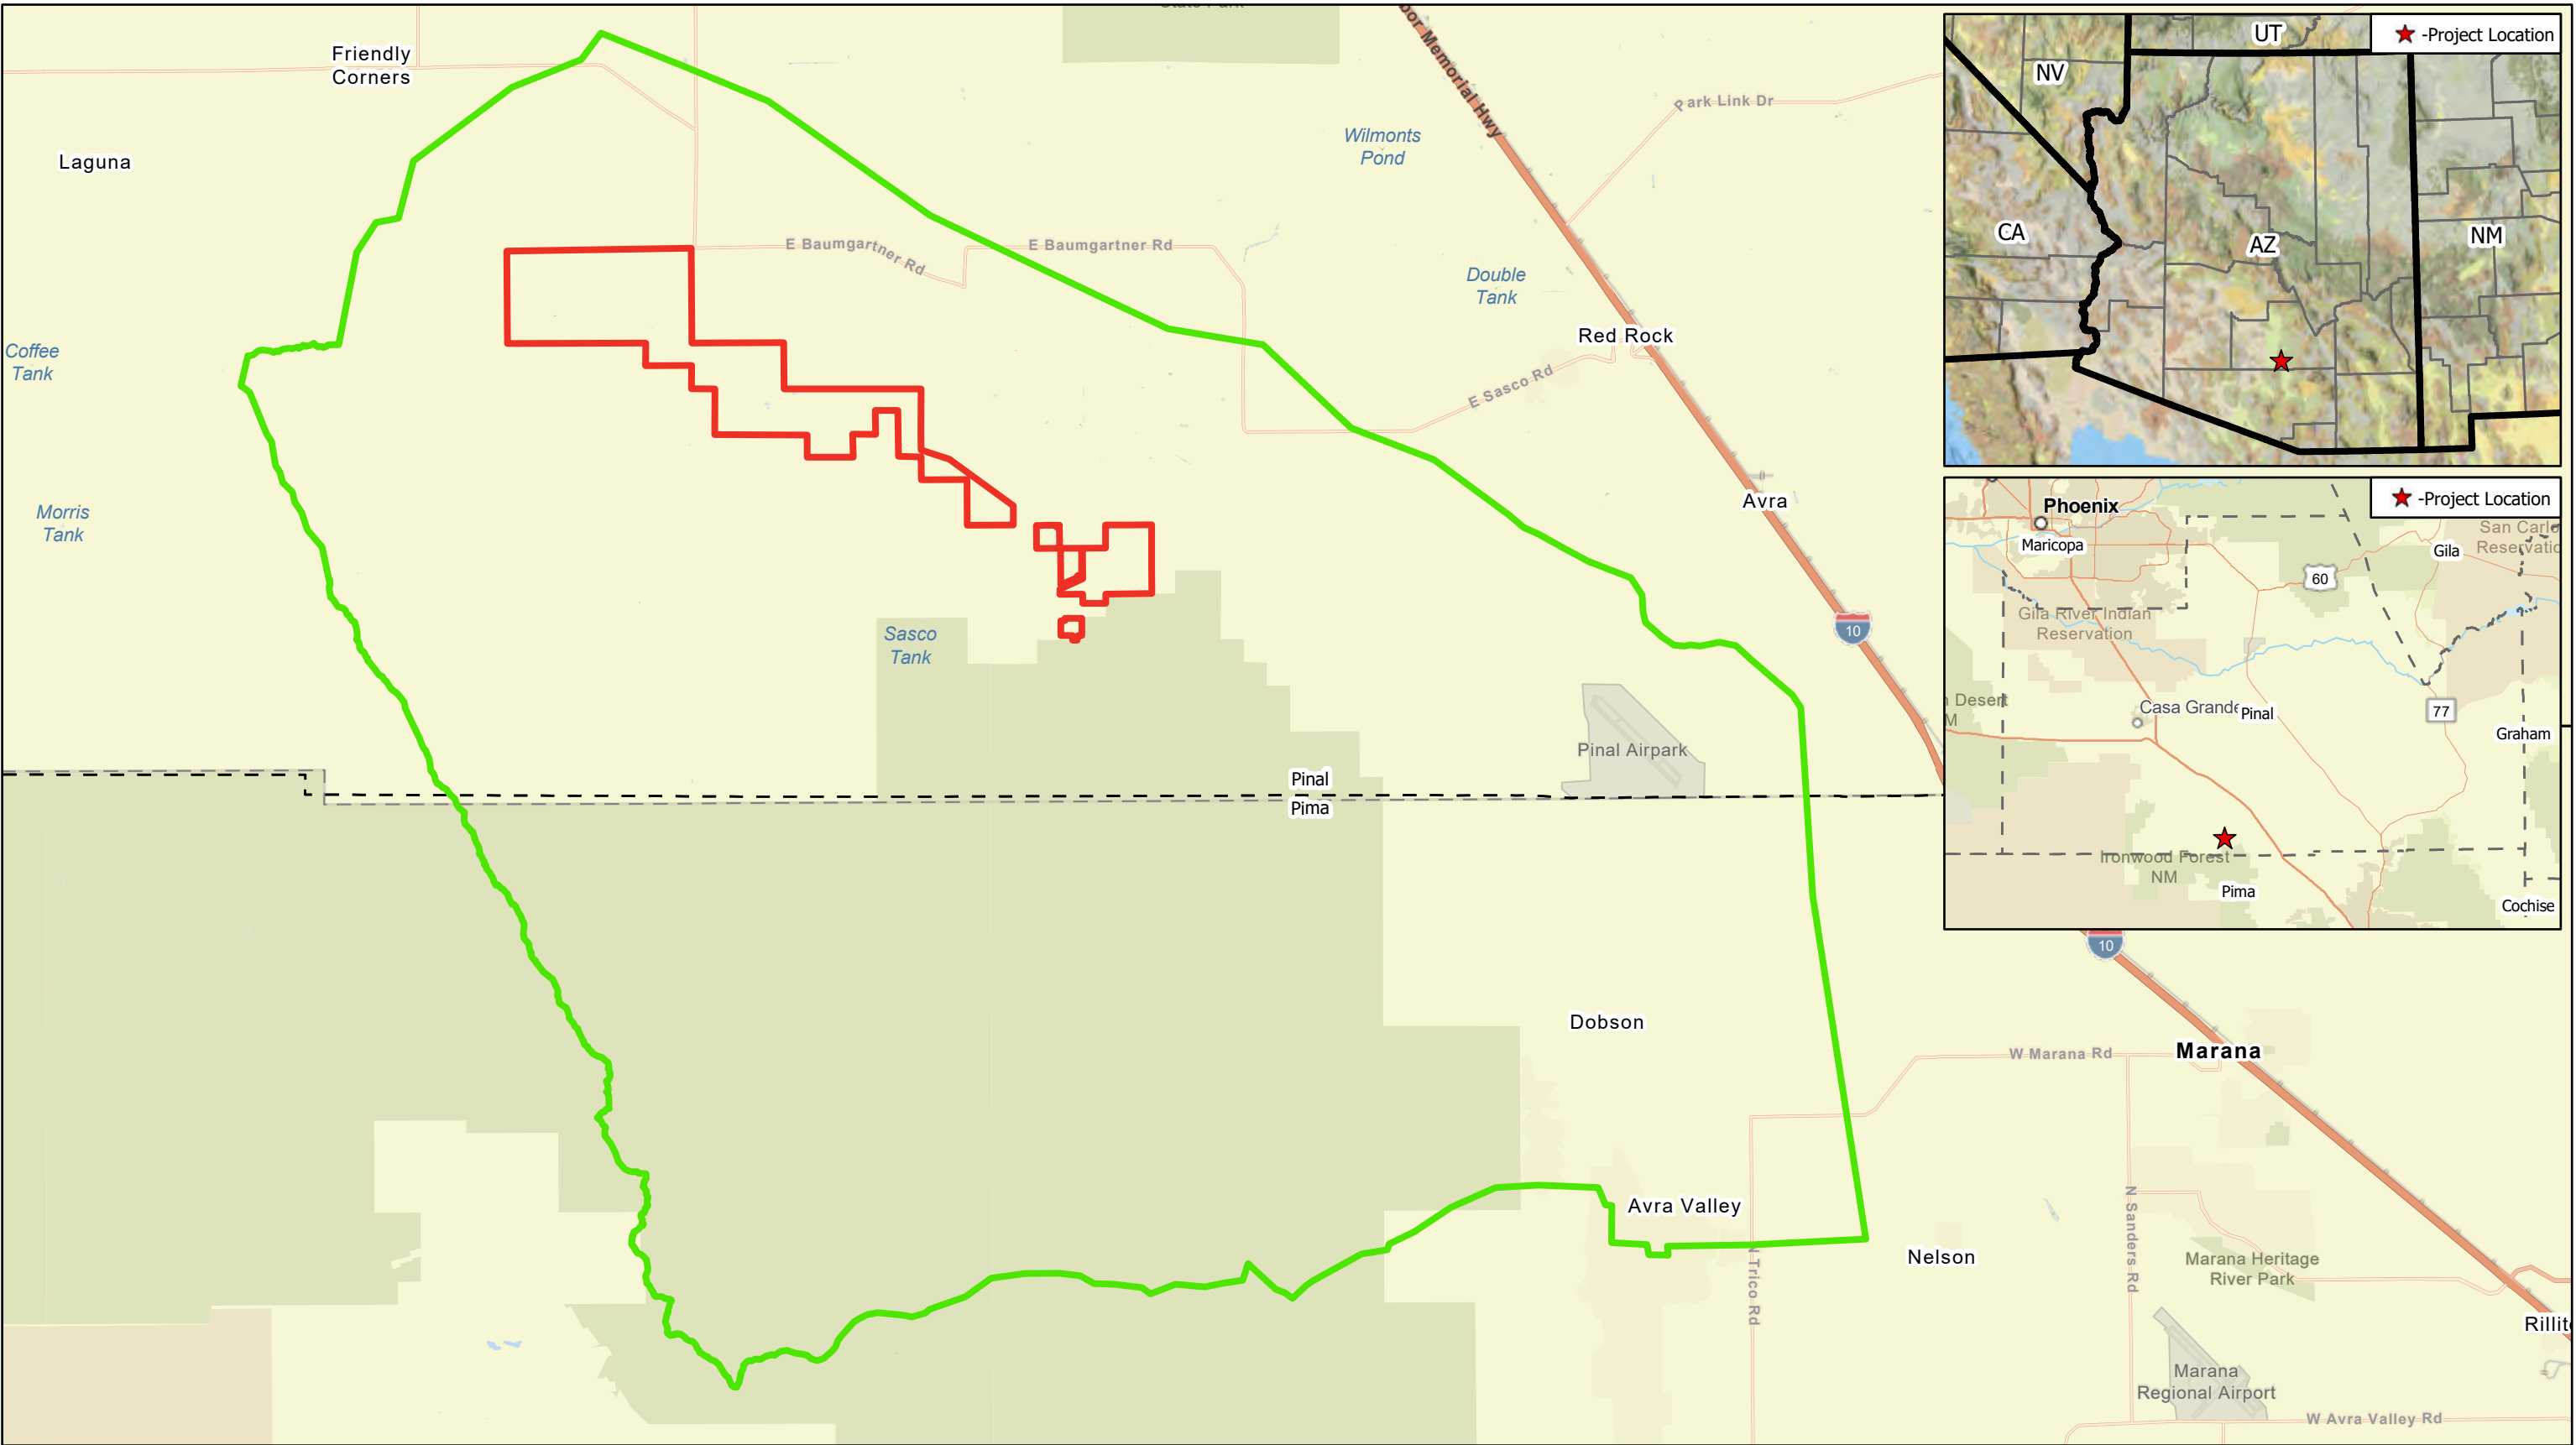 Friendly
Corners
Laguna
Coffee
Tank
Morris
Tank
E Baumgartner Rd
E Baumgartner Rd
Wilmonts
Pond
Memorial Hwy
Park Link Dr
Double
Tank
Red Rock
E Sasco Rd
Avra
10
Sasco
Tank
Pinal Airpark
Pinal
Pima
Dobson
Avra Valley
N Trico Rd
Nelson
10
W Marana Rd
Marana
N Sanders Rd
Marana Heritage
River Park
Marana
Regional Airport
W Avra Valley Rd
-Project Location
UT
NV
CA
AZ
NM
-Project Location
Phoenix
Maricopa
Gila River Indian
Reservation
60
Gila
Desert
Casa Grande
Pinal
77
Graham
Ironwood Forest
NM
Pima
Cochise